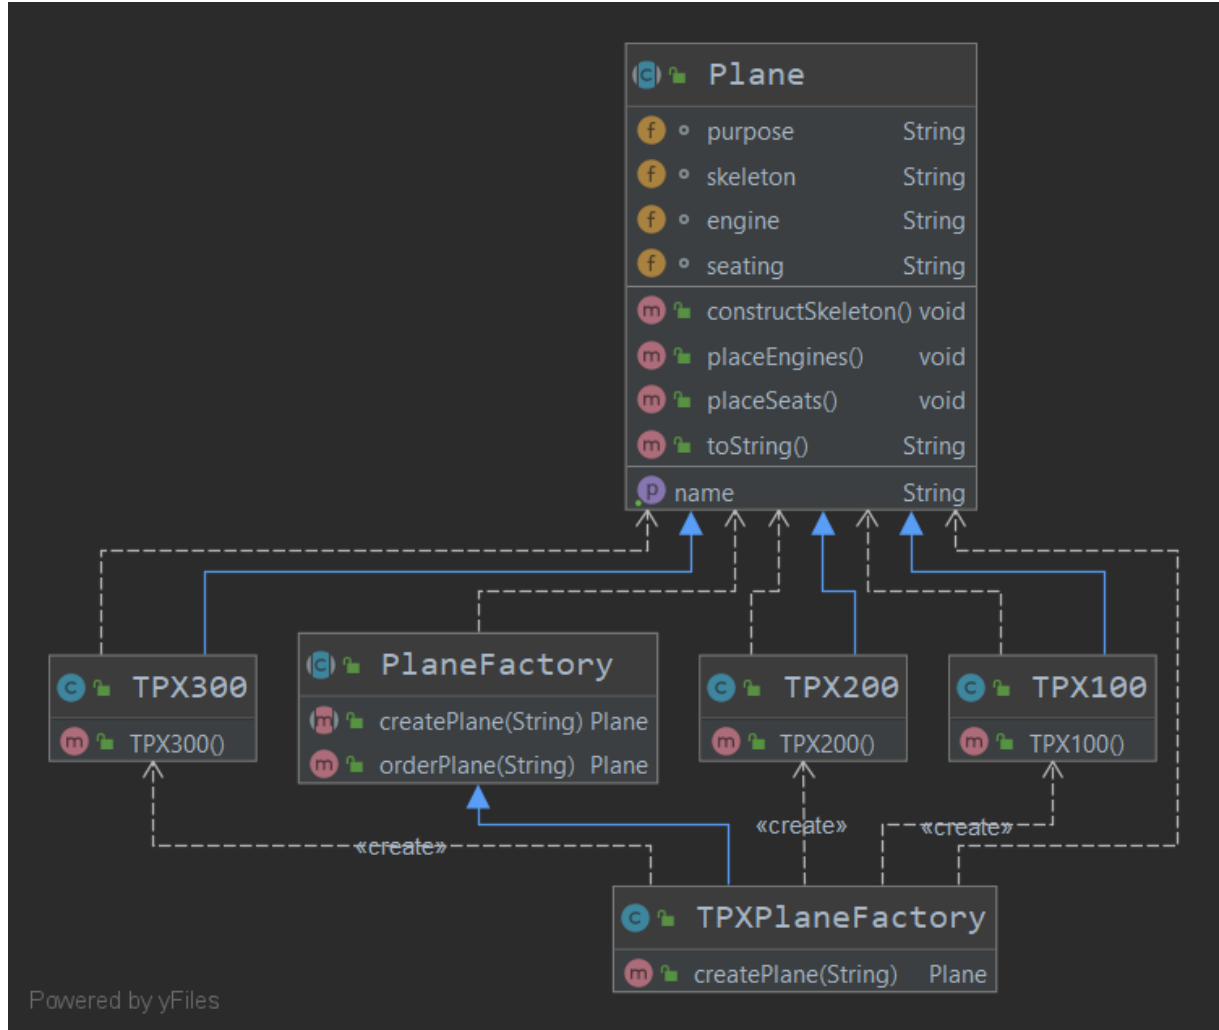 Plane
purpose String
skeleton String
engine String
seating String
constructSkeleton() void
placeEngines() void
placeSeats() void
toString() String
name String
TPX300
TPX300()
PlaneFactory
createPlane(String) Plane
orderPlane(String) Plane
TPX200
TPX200()
TPX100
TPX100()
«create»
«create»
«create»
TPXPlaneFactory
createPlane(String) Plane
Powered by yFiles